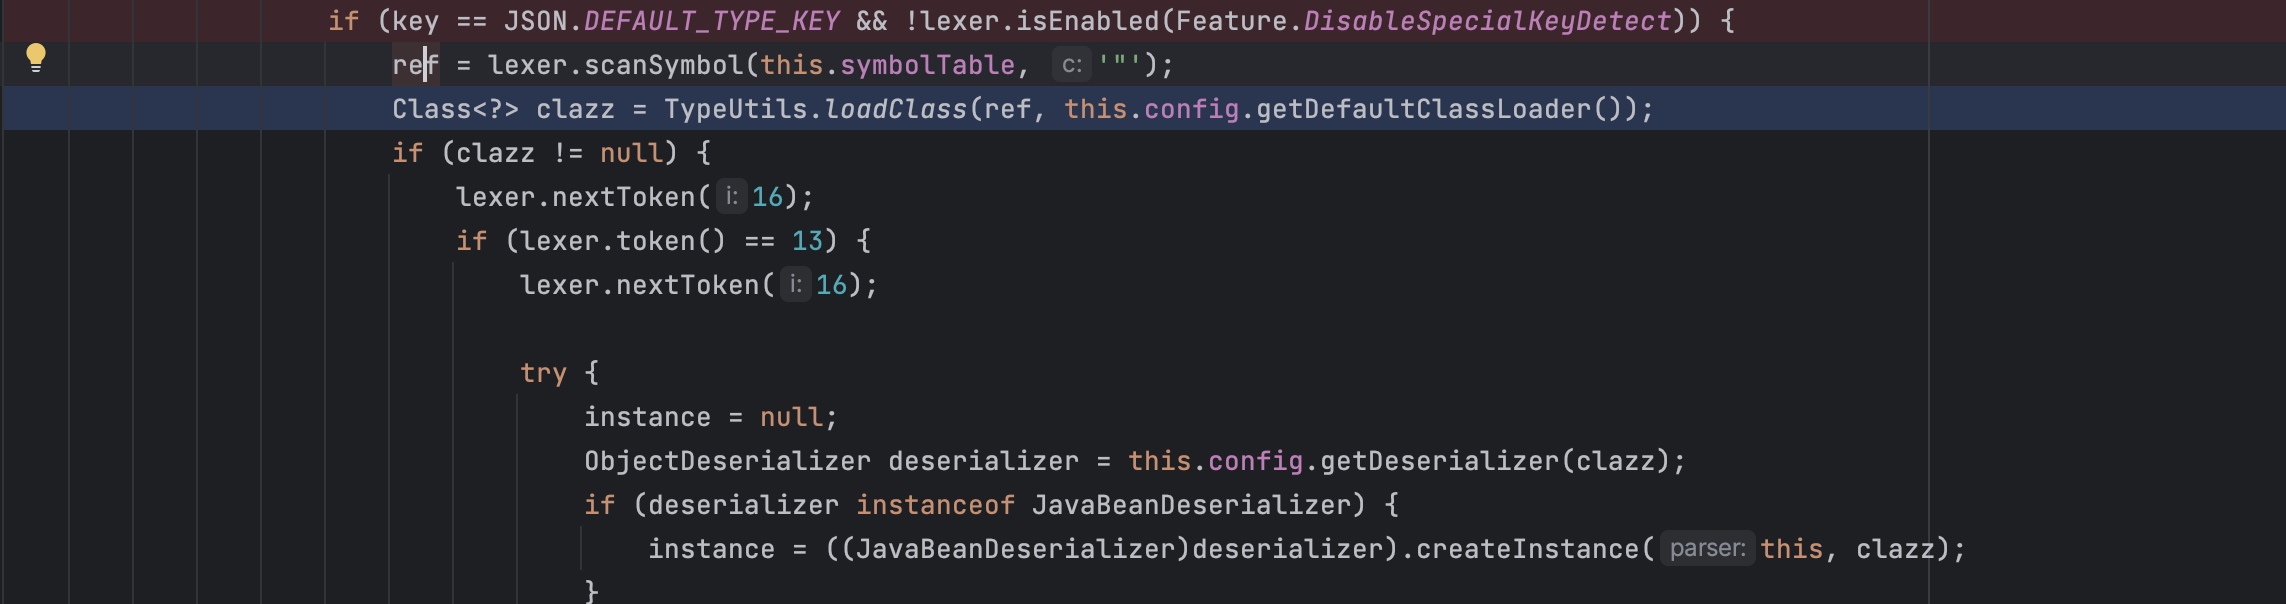 if (key == JSON.DEFAULT_TYPE_KEY && !lexer.isEnabled(Feature.DisableSpecialKeyDetect)) {
ref = lexer.scanSymbol(this.symbolTable, c: '"');
Class<?> clazz = TypeUtils.loadClass(ref, this.config.getDefaultClassLoader());
if (clazz != null) {
lexer.nextToken( i: 16);
if (lexer.token() == 13) {
lexer.nextToken( i: 16);
try {
instance = null;
ObjectDeserializer deserializer = this.config.getDeserializer(clazz);
if (deserializer instanceof JavaBeanDeserializer) {
instance = ((JavaBeanDeserializer)deserializer).createInstance( parser: this, clazz);
}